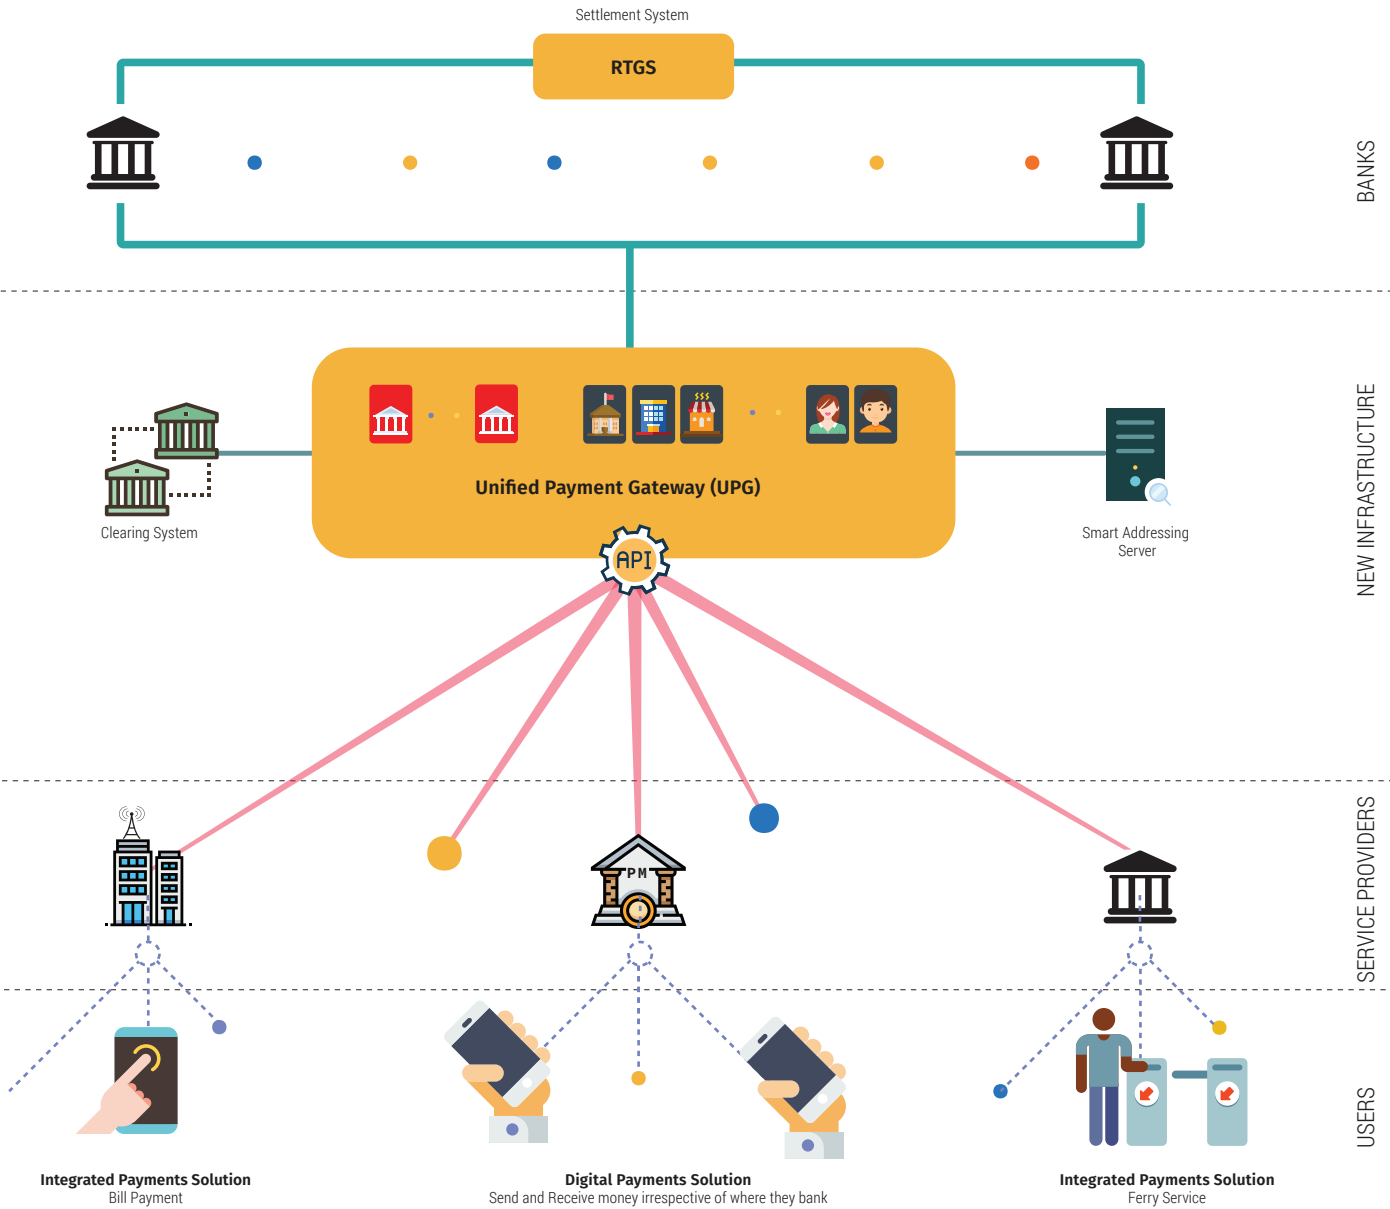 Settlement System
RTGS
BANKS
Unified Payment Gateway (UPG)
API
Clearing System
Smart Addressing
Server
NEW INFRASTRUCTURE
PM
SERVICE PROVIDERS
USERS
Integrated Payments Solution
Bill Payment
Digital Payments Solution
Send and Receive money irrespective of where they bank
Integrated Payments Solution
Ferry Service